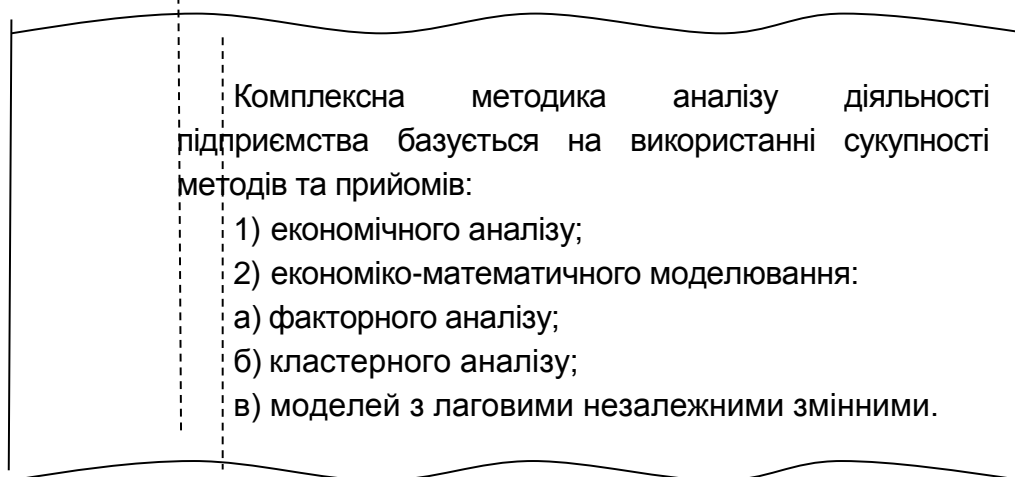 Комплексна методика аналізу діяльності
підприємства базується на використанні сукупності
методів та прийомів:
1) економічного аналізу;
2) економіко-математичного моделювання:
а) факторного аналізу;
б) кластерного аналізу;
в) моделей з лаговими незалежними змінними.